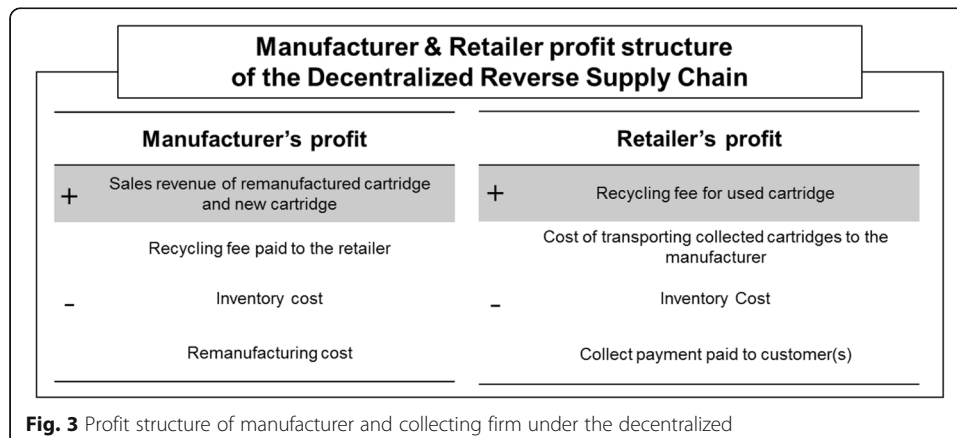 Manufacturer & Retailer profit structure
of the Decentralized Reverse Supply Chain
Manufacturer's profit
+
Sales revenue of remanufactured cartridge
and new cartridge
Recycling fee paid to the retailer
-
Inventory cost
Remanufacturing cost
Retailer's profit
+
Recycling fee for used cartridge
Cost of transporting collected cartridges to the
manufacturer
-
Inventory Cost
Collect payment paid to customer(s)
Fig. 3 Profit structure of manufacturer and collecting firm under the decentralized